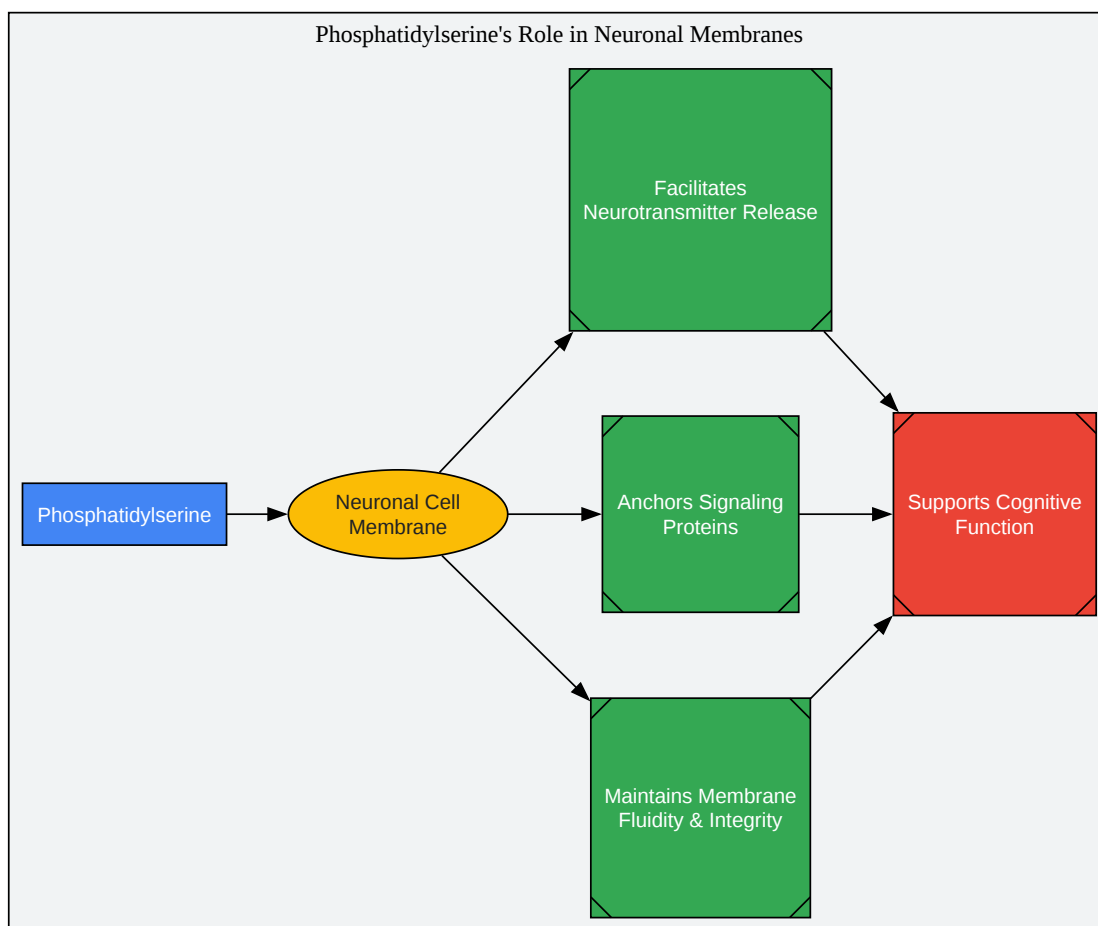 Phosphatidylserine's Role in Neuronal Membranes
Facilitates
Neurotransmitter Release
Phosphatidylserine
Neuronal Cell
Membrane
Anchors Signaling
Proteins
Supports Cognitive
Function
Maintains Membrane
Fluidity & Integrity